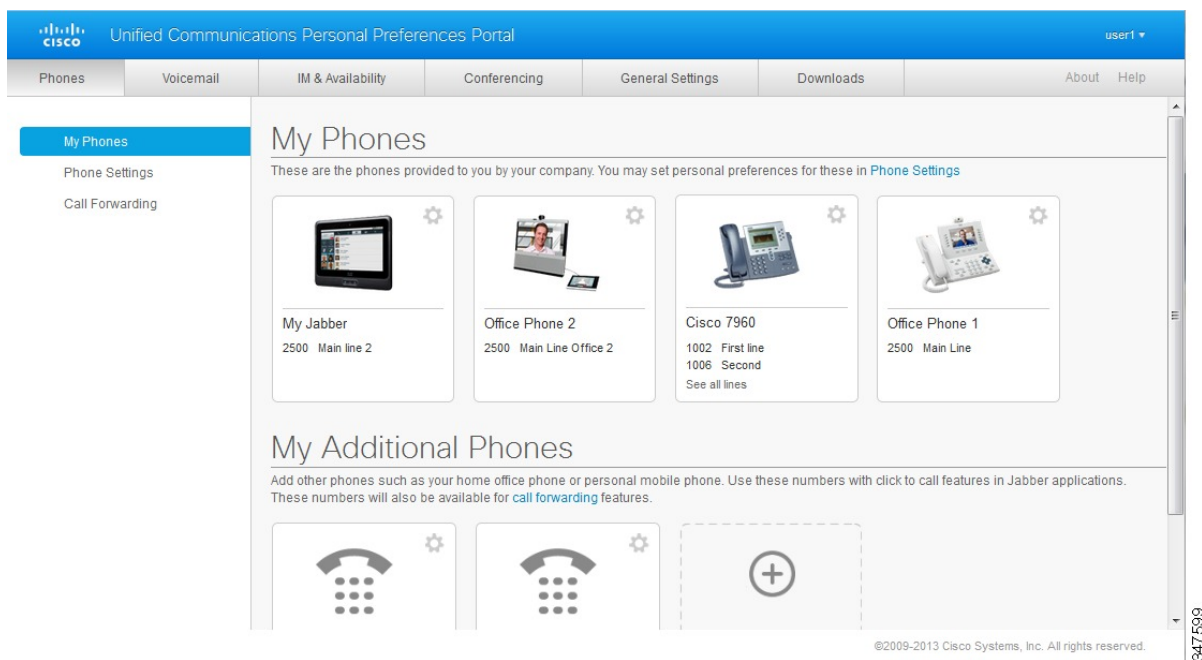 CISCO
Unified Communications Personal Preferences Portal
user1 ▾
Phones
Voicemail
IM & Availability
Conferencing
General Settings
Downloads
About
Help
My Phones
Phone Settings
Call Forwarding
My Phones
These are the phones provided to you by your company. You may set personal preferences for these in Phone Settings
My Jabber
2500 Main line 2
Office Phone 2
2500 Main Line Office 2
Cisco 7960
1002 First line
1006 Second
See all lines
Office Phone 1
2500 Main Line
My Additional Phones
Add other phones such as your home office phone or personal mobile phone. Use these numbers with click to call features in Jabber applications.
These numbers will also be available for call forwarding features.
©2009-2013 Cisco Systems, Inc. All rights reserved.
347599